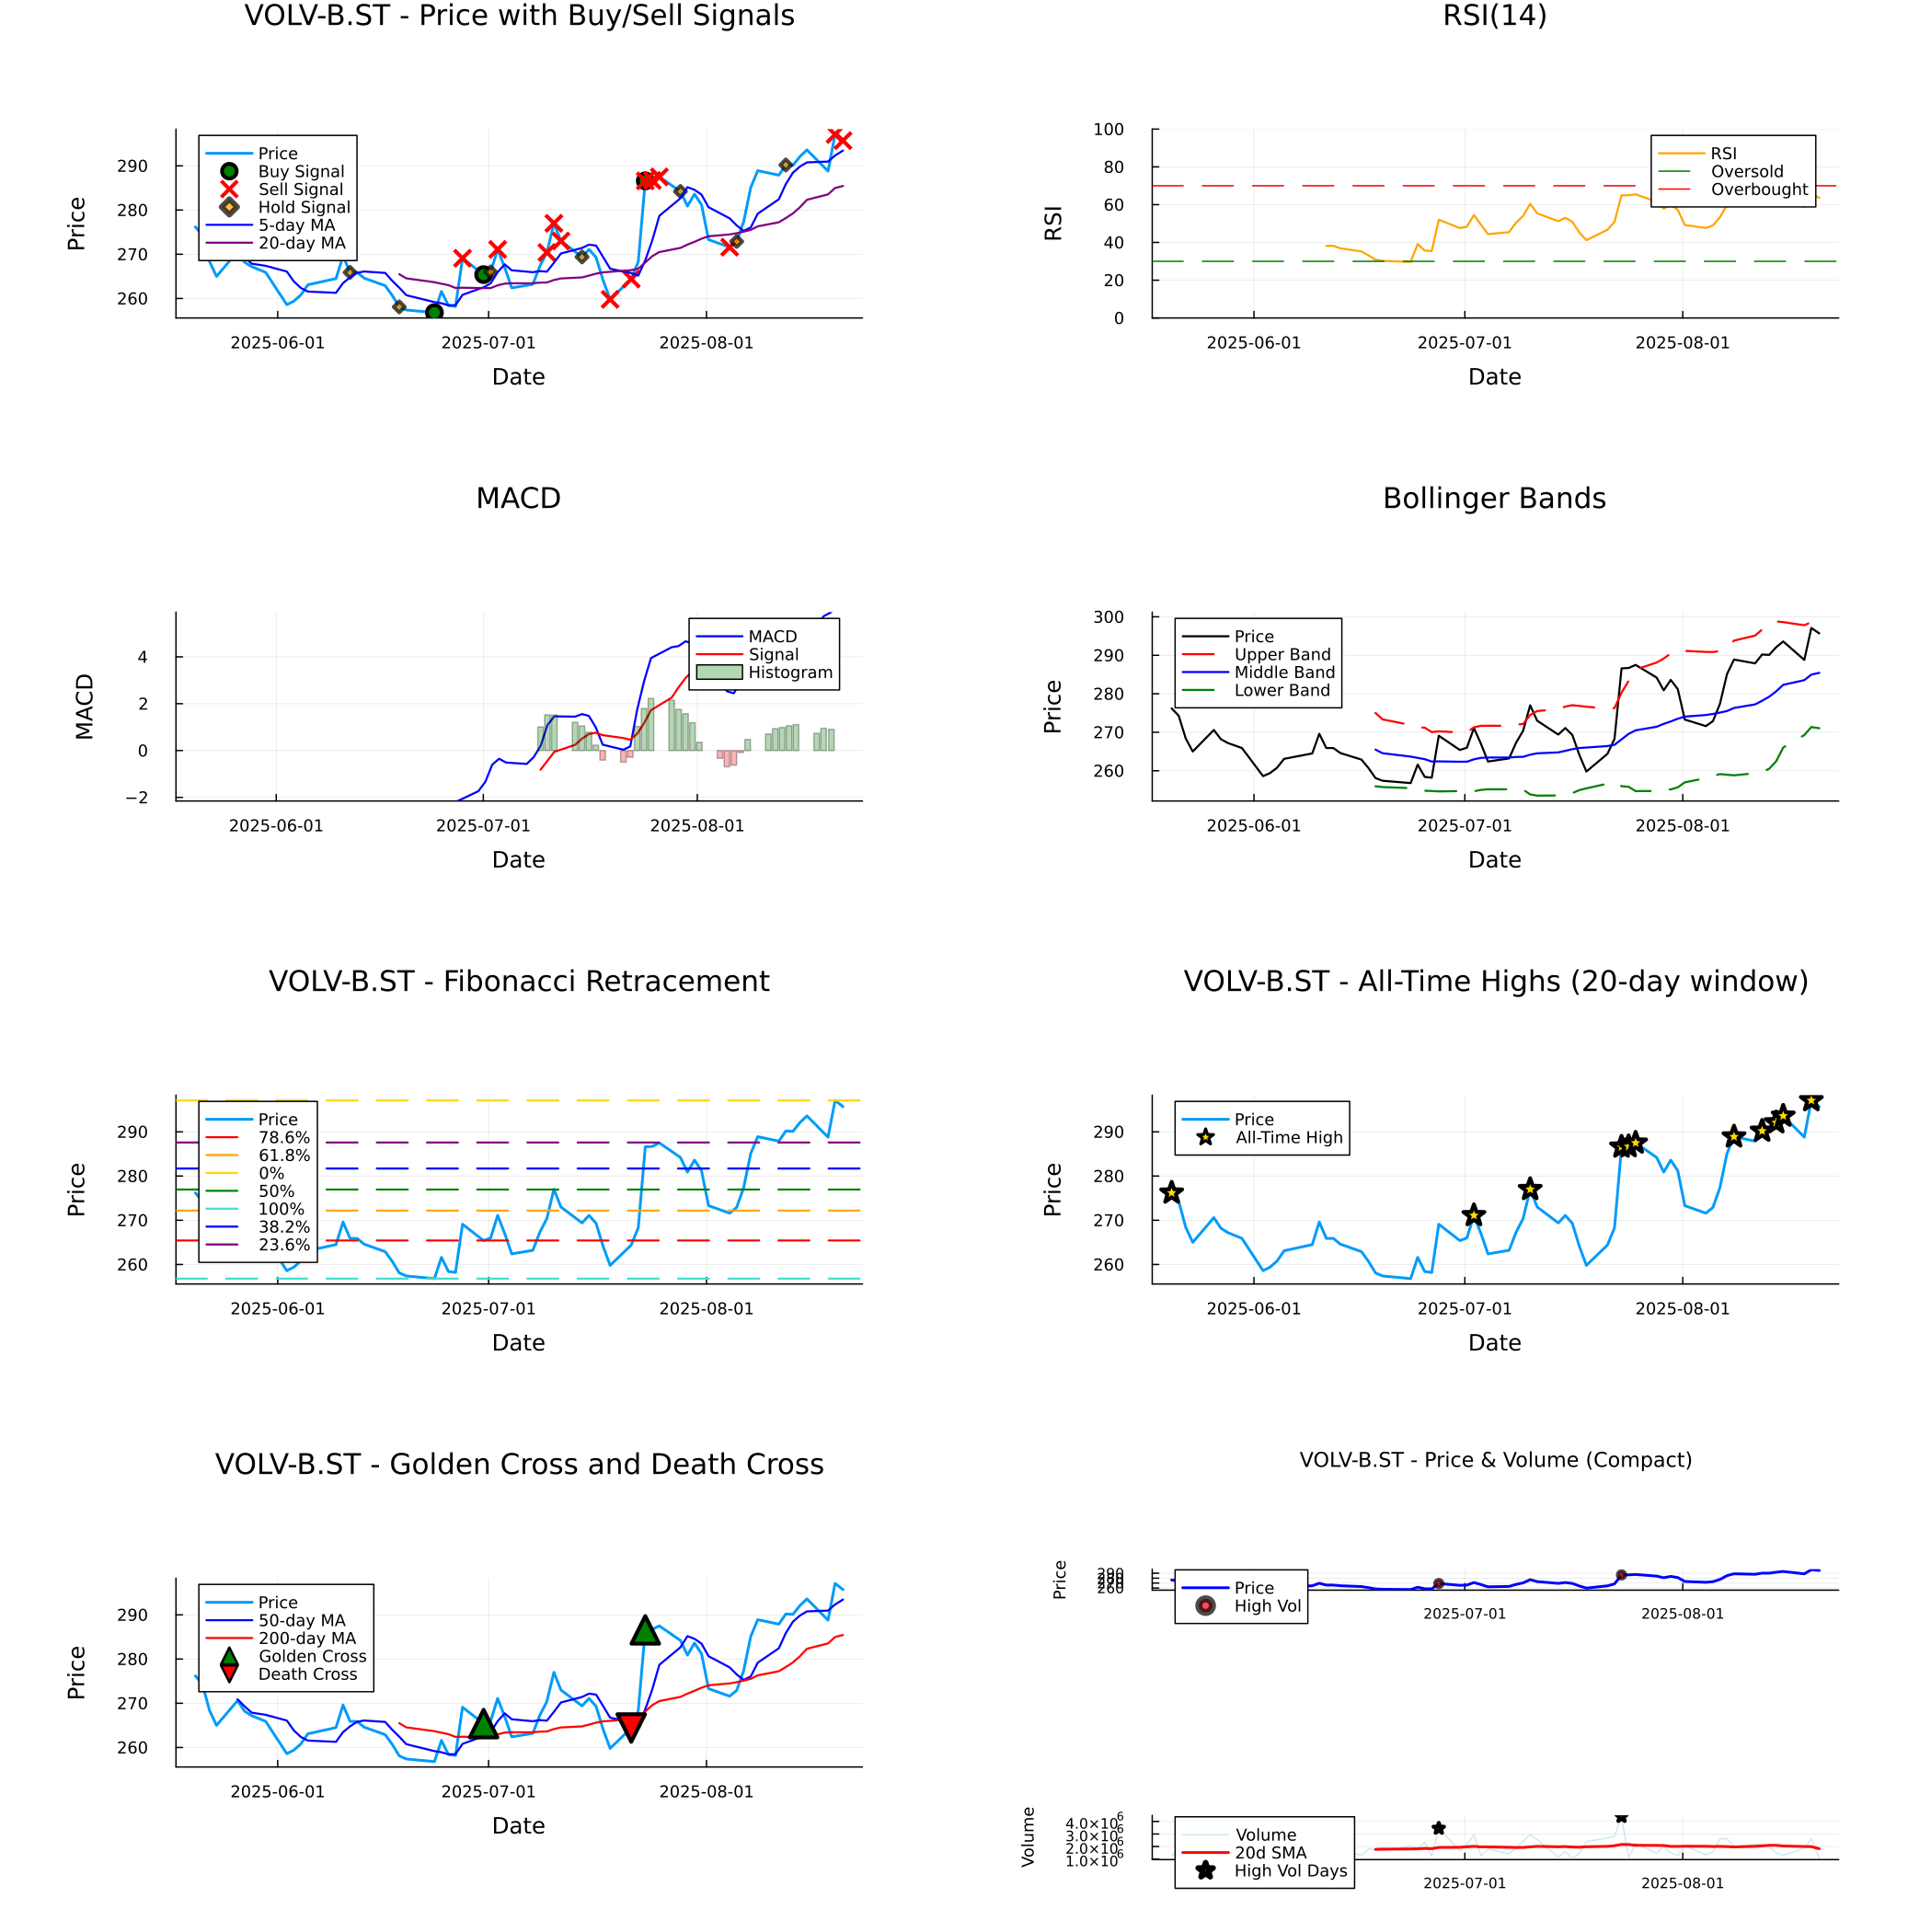 VOLV-B.ST - Price with Buy/Sell Signals
Price
290
280
270
260
Price
Buy Signal
Sell Signal
Hold Signal
5-day MA
20-day MA
2025-06-01
2025-07-01
2025-08-01
Date
RSI(14)
RSI
100
80
60
40
20
0
RSI
Oversold
Overbought
2025-06-01
2025-07-01
2025-08-01
Date
MACD
MACD
4
2
0
−2
MACD
Signal
Histogram
2025-06-01
2025-07-01
2025-08-01
Date
Bollinger Bands
Price
300
290
280
270
260
Price
Upper Band
Middle Band
Lower Band
2025-06-01
2025-07-01
2025-08-01
Date
VOLV-B.ST - Fibonacci Retracement
Price
290
280
270
260
Price
78.6%
61.8%
0%
50%
100%
38.2%
23.6%
2025-06-01
2025-07-01
2025-08-01
Date
VOLV-B.ST - All-Time Highs (20-day window)
Price
290
280
270
260
Price
All-Time High
2025-06-01
2025-07-01
2025-08-01
Date
VOLV-B.ST - Golden Cross and Death Cross
Price
290
280
270
260
Price
50-day MA
200-day MA
Golden Cross
Death Cross
2025-06-01
2025-07-01
2025-08-01
Date
VOLV-B.ST - Price & Volume (Compact)
Price
290
260
Price
High Vol
2025-07-01
2025-08-01
Volume
4.0×10⁶
3.0×10⁶
2.0×10⁶
1.0×10⁶
Volume
20d SMA
High Vol Days
2025-07-01
2025-08-01